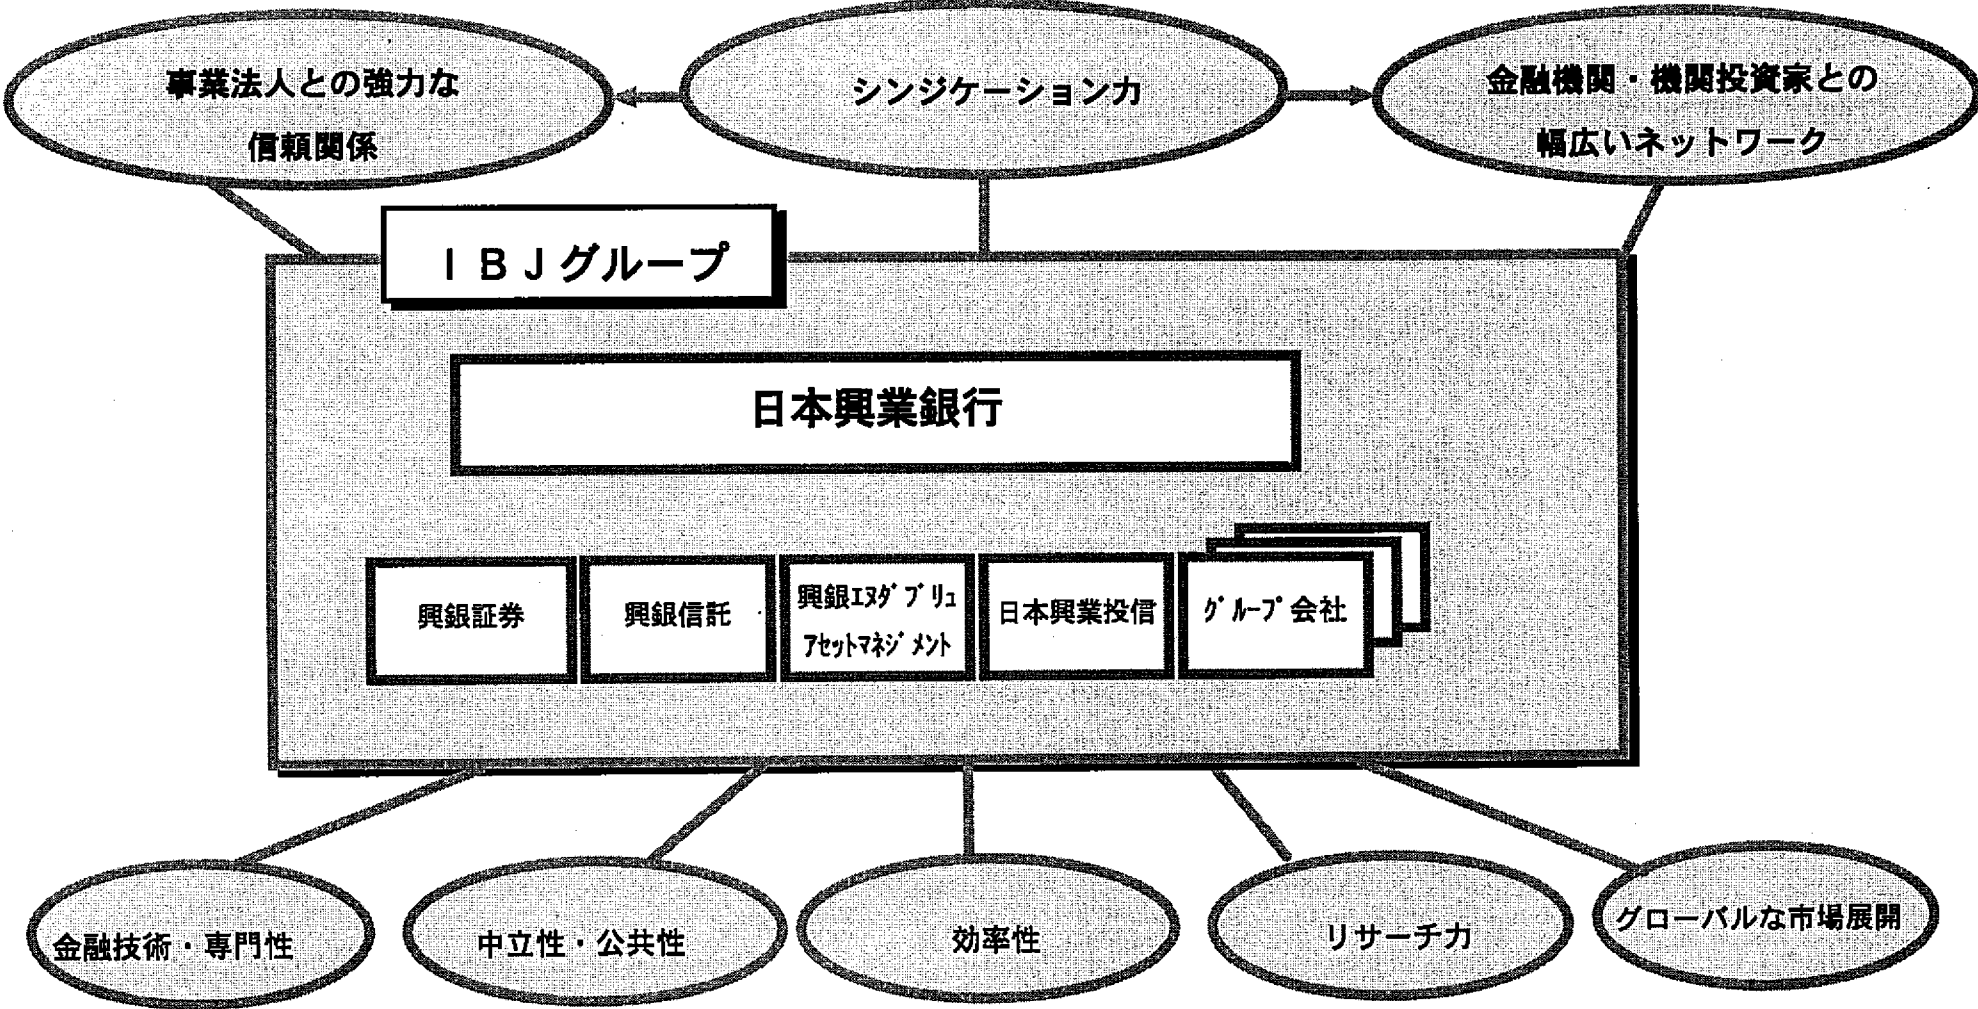 事業法人との強力な
信頼関係
シンジケーション力
金融機関・機関投資家との
幅広いネットワーク
ＩＢＪグループ
日本興業銀行
興銀証券
興銀信託
興銀ｴﾇﾀﾞﾌﾞﾘｭ
ｱｾｯﾄﾏﾈｼﾞﾒﾝﾄ
日本興業投信
ｸﾞﾙｰﾌﾟ会社
金融技術・専門性
中立性・公共性
効率性
リサーチ力
グローバルな市場展開